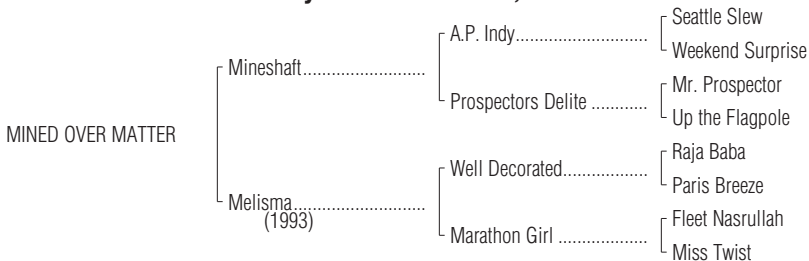 Seattle Slew
A.P. Indy
Weekend Surprise
Mineshaft
Mr. Prospector
Prospectors Delite
Up the Flagpole
MINED OVER MATTER
Raja Baba
Well Decorated
Paris Breeze
Melisma
(1993)
Fleet Nasrullah
Marathon Girl
Miss Twist